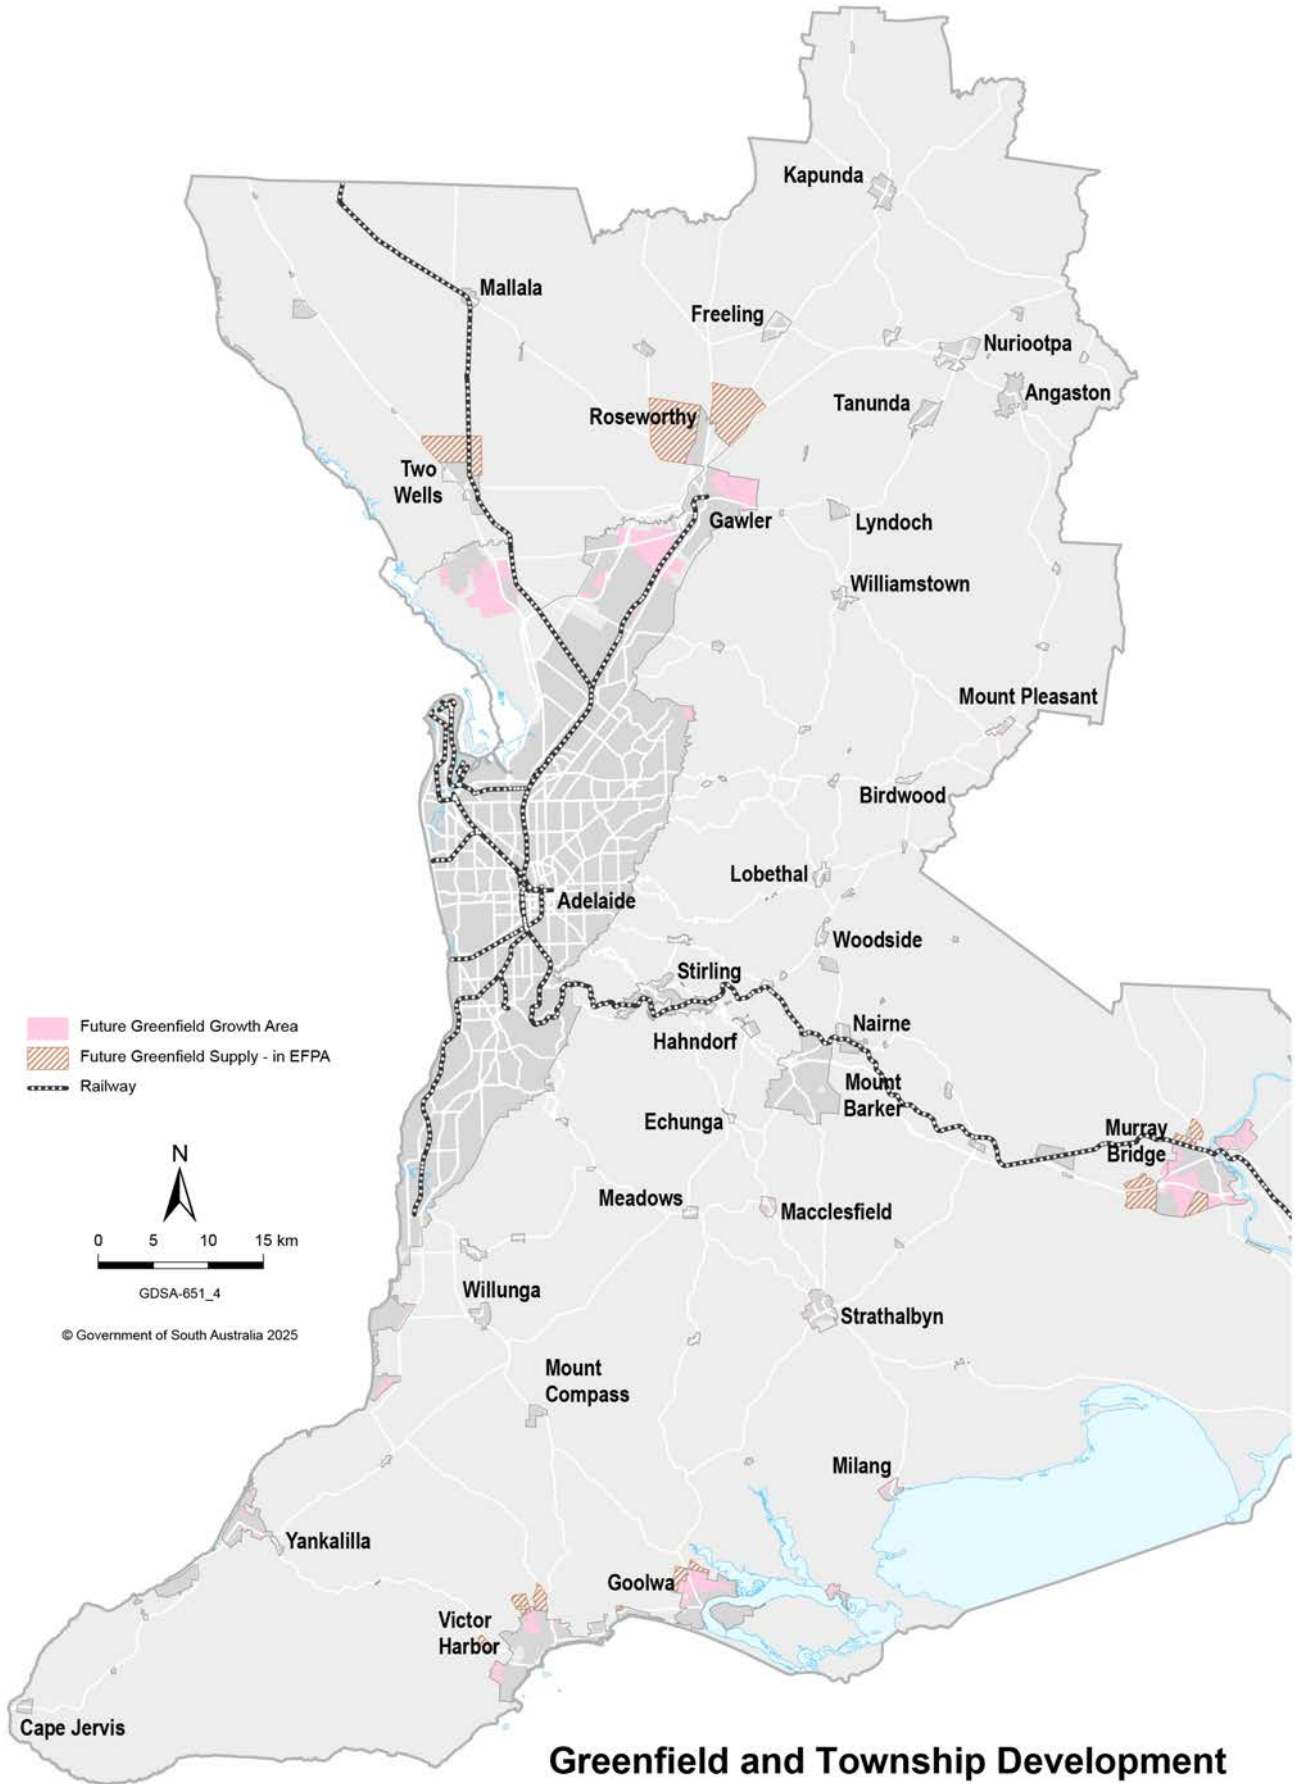 Kapunda
Mallala
Freeling
Nuriootpa
Angaston
Tanunda
Roseworthy
Two
Wells
Gawler
Lyndoch
Williamstown
Mount Pleasant
Birdwood
Lobethal
Adelaide
Woodside
Stirling
Hahndorf
Nairne
Mount
Barker
Echunga
Murray
Bridge
Meadows
Macclesfield
Willunga
Strathalbyn
Mount
Compass
Milang
Yankalilla
Goolwa
Victor
Harbor
Cape Jervis
Future Greenfield Growth Area
Future Greenfield Supply - in EFPA
Railway
N
0 5 10 15 km
GDSA-651_4
© Government of South Australia 2025
Greenfield and Township Development